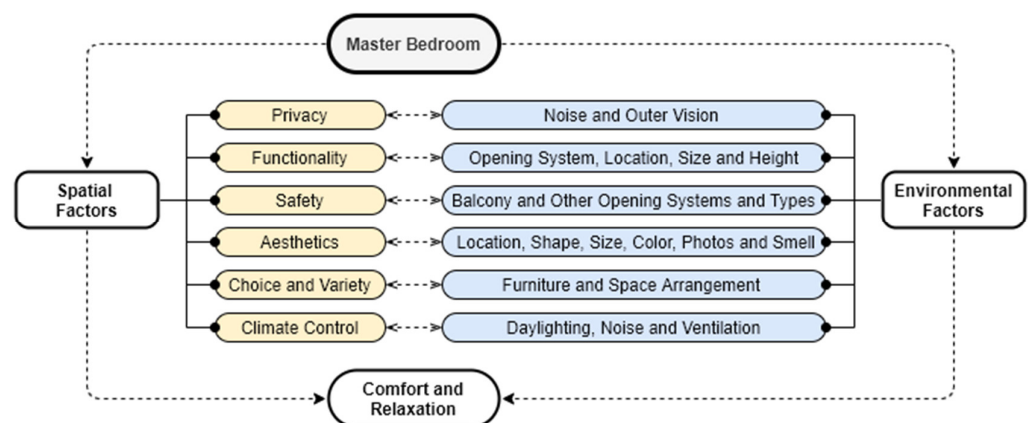 Master Bedroom
Privacy
Noise and Outer Vision
Functionality
Opening System, Location, Size and Height
Spatial
Factors
Safety
Balcony and Other Opening Systems and Types
Environmental
Factors
Aesthetics
Location, Shape, Size, Color, Photos and Smell
Choice and Variety
Furniture and Space Arrangement
Climate Control
Daylighting, Noise and Ventilation
Comfort and
Relaxation